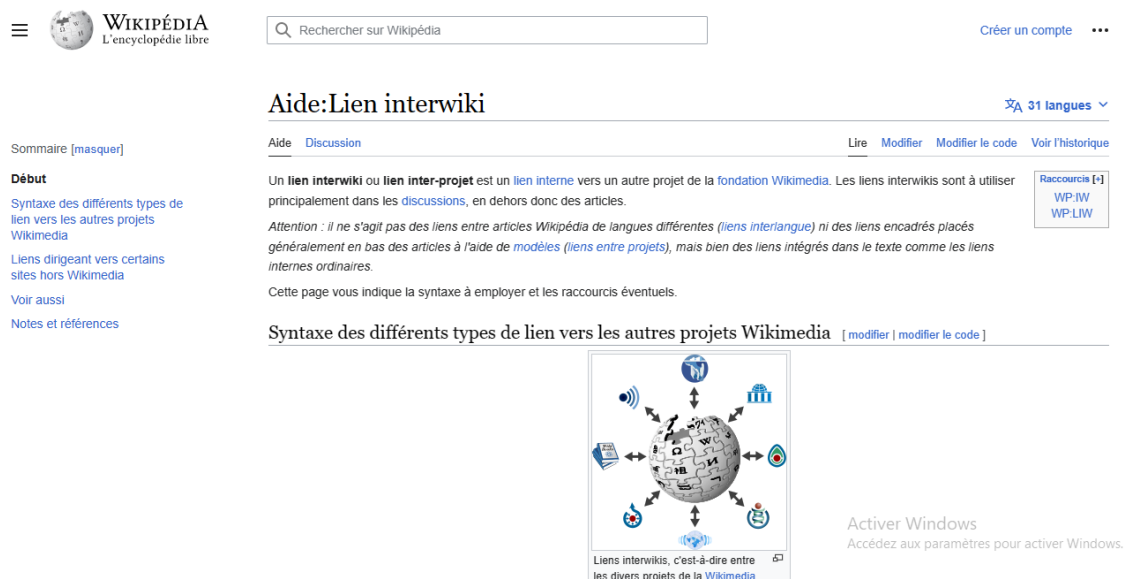 WIKIPÉDIA
L'encyclopédie libre
Rechercher sur Wikipédia
Créer un compte
Aide:Lien interwiki
31 langues
Sommaire [masquer]
Début
Syntaxe des différents types de
lien vers les autres projets
Wikimedia
Liens dirigeant vers certains
sites hors Wikimedia
Voir aussi
Notes et références
Aide Discussion
Lire Modifier Modifier le code Voir l'historique
Un lien interwiki ou lien inter-projet est un lien interne vers un autre projet de la fondation Wikimedia. Les liens interwikis sont à utiliser
principalement dans les discussions, en dehors donc des articles.
Raccourcis [+]
WP:IW
WP:LIW
Attention : il ne s'agit pas des liens entre articles Wikipédia de langues différentes (liens interlangue) ni des liens encadrés placés
généralement en bas des articles à l'aide de modèles (liens entre projets), mais bien des liens intégrés dans le texte comme les liens
internes ordinaires.
Cette page vous indique la syntaxe à employer et les raccourcis éventuels.
Syntaxe des différents types de lien vers les autres projets Wikimedia [ modifier | modifier le code ]
Liens interwikis, c'est-à-dire entre
les divers projets de la Wikimedia
Activer Windows
Accédez aux paramètres pour activer Windows.